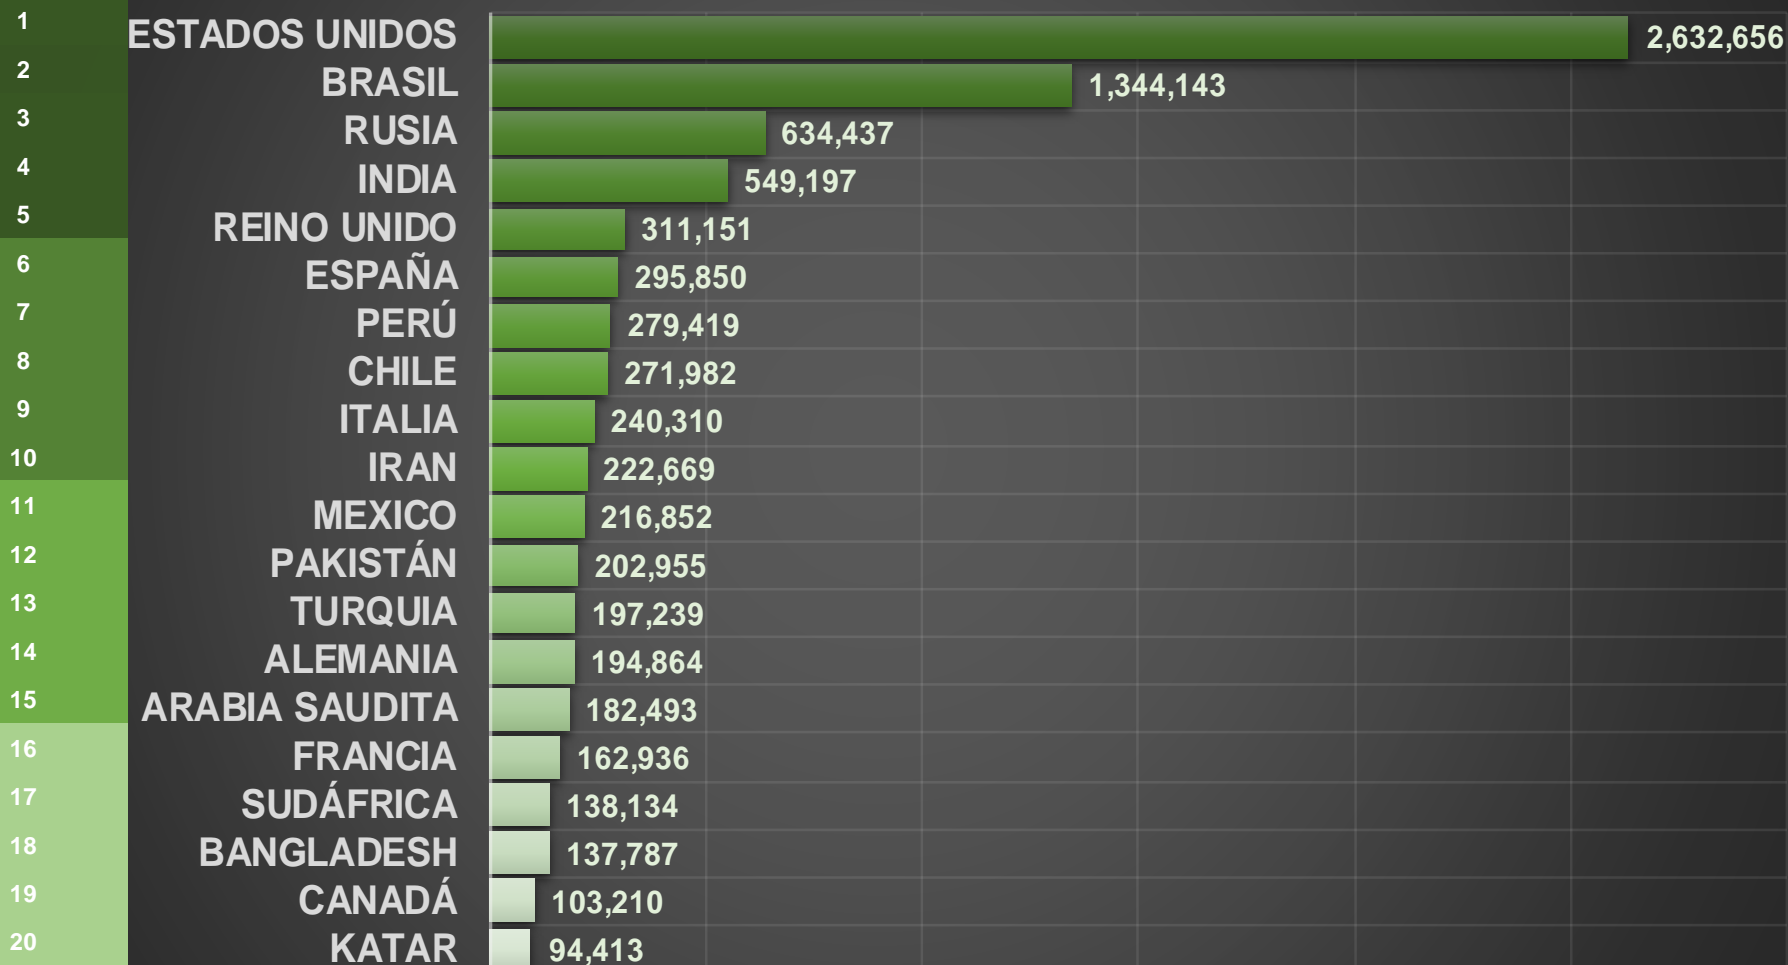 1 ESTADOS UNIDOS 2,632,656
2 BRASIL 1,344,143
3 RUSIA 634,437
4 INDIA 549,197
5 REINO UNIDO 311,151
6 ESPAÑA 295,850
7 PERÚ 279,419
8 CHILE 271,982
9 ITALIA 240,310
10 IRAN 222,669
11 MEXICO 216,852
12 PAKISTÁN 202,955
13 TURQUIA 197,239
14 ALEMANIA 194,864
15 ARABIA SAUDITA 182,493
16 FRANCIA 162,936
17 SUDÁFRICA 138,134
18 BANGLADESH 137,787
19 CANADÁ 103,210
20 KATAR 94,413